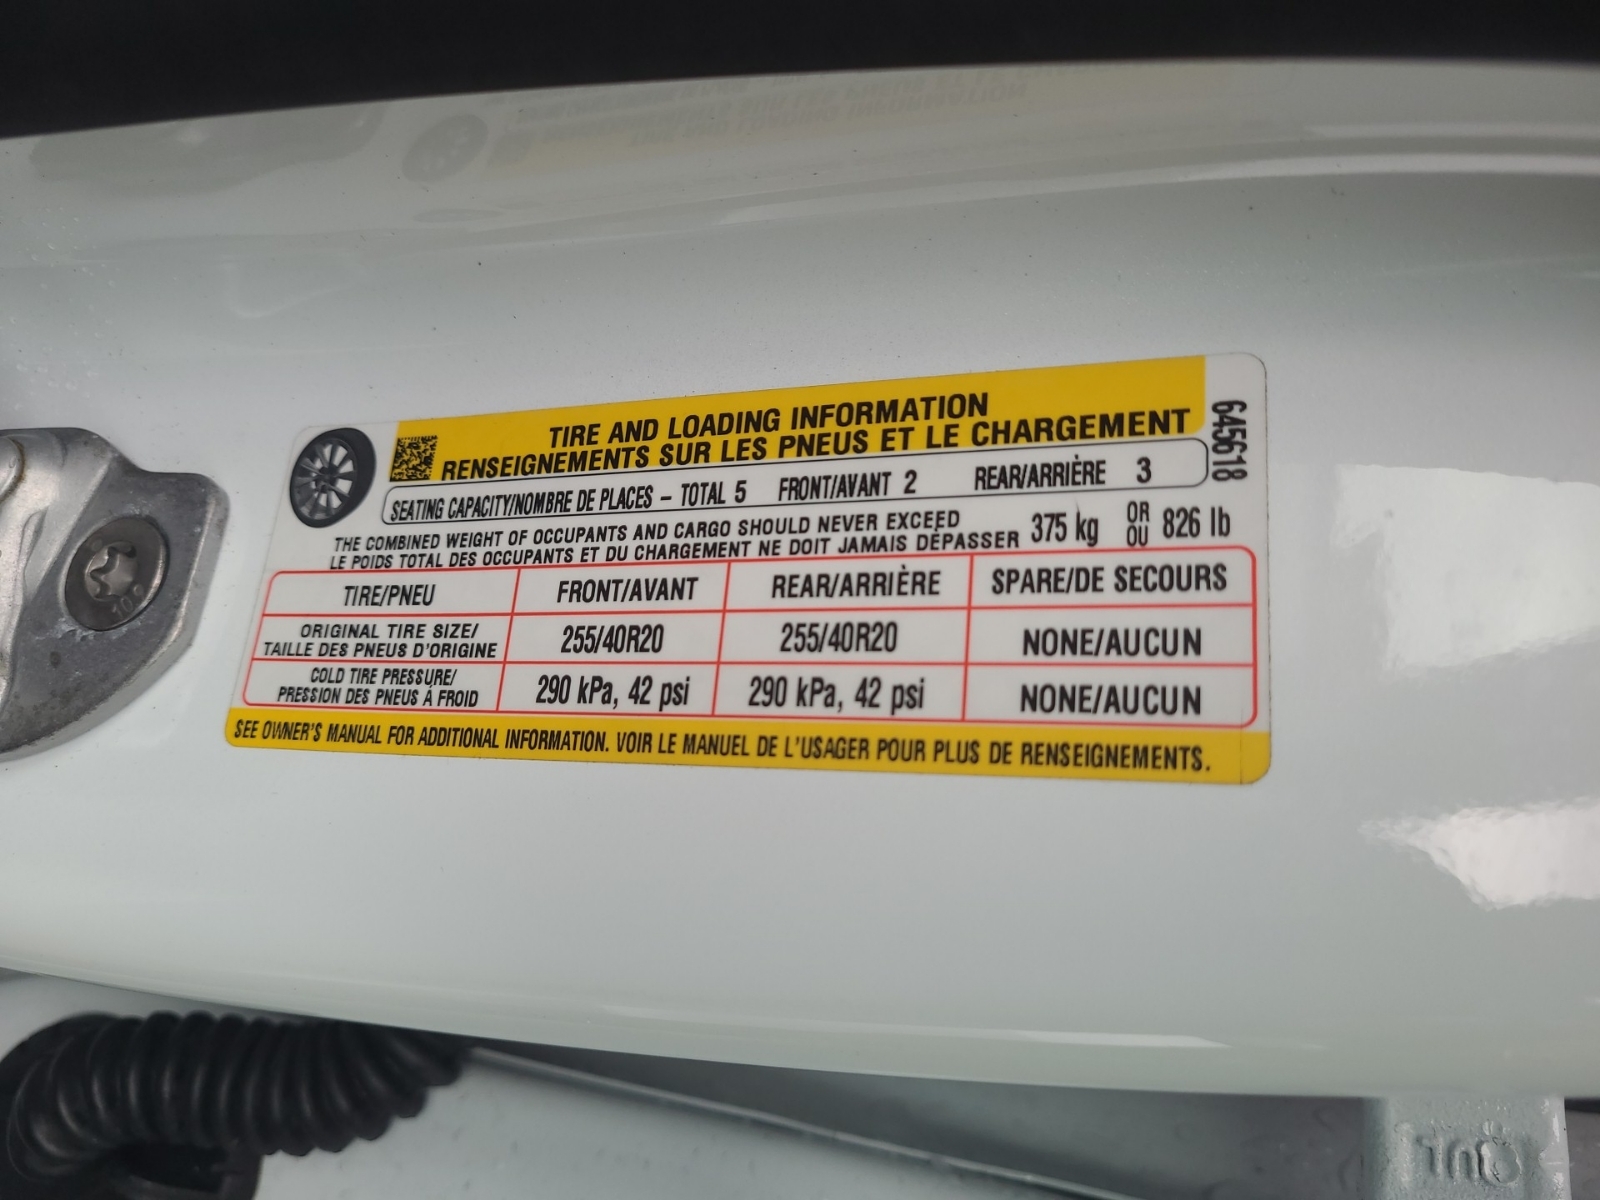 TIRE AND LOADING INFORMATION
RENSEIGNEMENTS SUR LES PNEUS ET LE CHARGEMENT
645618
SEATING CAPACITY/NOMBRE DE PLACES – TOTAL 5 FRONT/AVANT 2 REAR/ARRIÈRE 3
THE COMBINED WEIGHT OF OCCUPANTS AND CARGO SHOULD NEVER EXCEED
LE POIDS TOTAL DES OCCUPANTS ET DU CHARGEMENT NE DOIT JAMAIS DÉPASSER
375 kg OR OU 826 lb
TIRE/PNEU FRONT/AVANT REAR/ARRIÈRE SPARE/DE SECOURS
ORIGINAL TIRE SIZE/
TAILLE DES PNEUS D'ORIGINE
255/40R20 255/40R20 NONE/AUCUN
COLD TIRE PRESSURE/
PRESSION DES PNEUS À FROID
290 kPa, 42 psi 290 kPa, 42 psi NONE/AUCUN
SEE OWNER'S MANUAL FOR ADDITIONAL INFORMATION. VOIR LE MANUEL DE L'USAGER POUR PLUS DE RENSEIGNEMENTS.